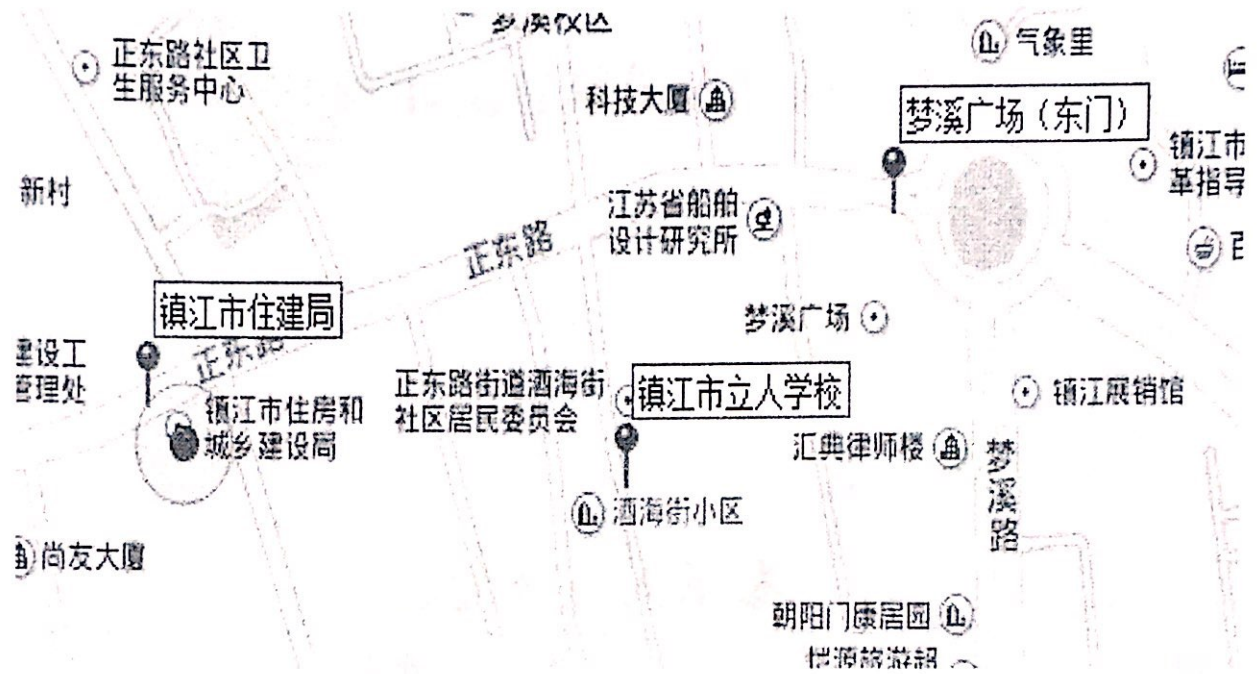 梦溪校区
正东路社区卫
生服务中心
气象里
科技大厦
梦溪广场（东门）
镇江市
革指导
新村
江苏省船舶
设计研究所
正东路
镇江市住建局
梦溪广场
正东路
建设工
管理处
正东路街道酒海街
社区居民委员会
镇江市立人学校
镇江展销馆
镇江市住房和
城乡建设局
汇典律师楼
梦溪路
酒海街小区
尚友大厦
朝阳门康居园